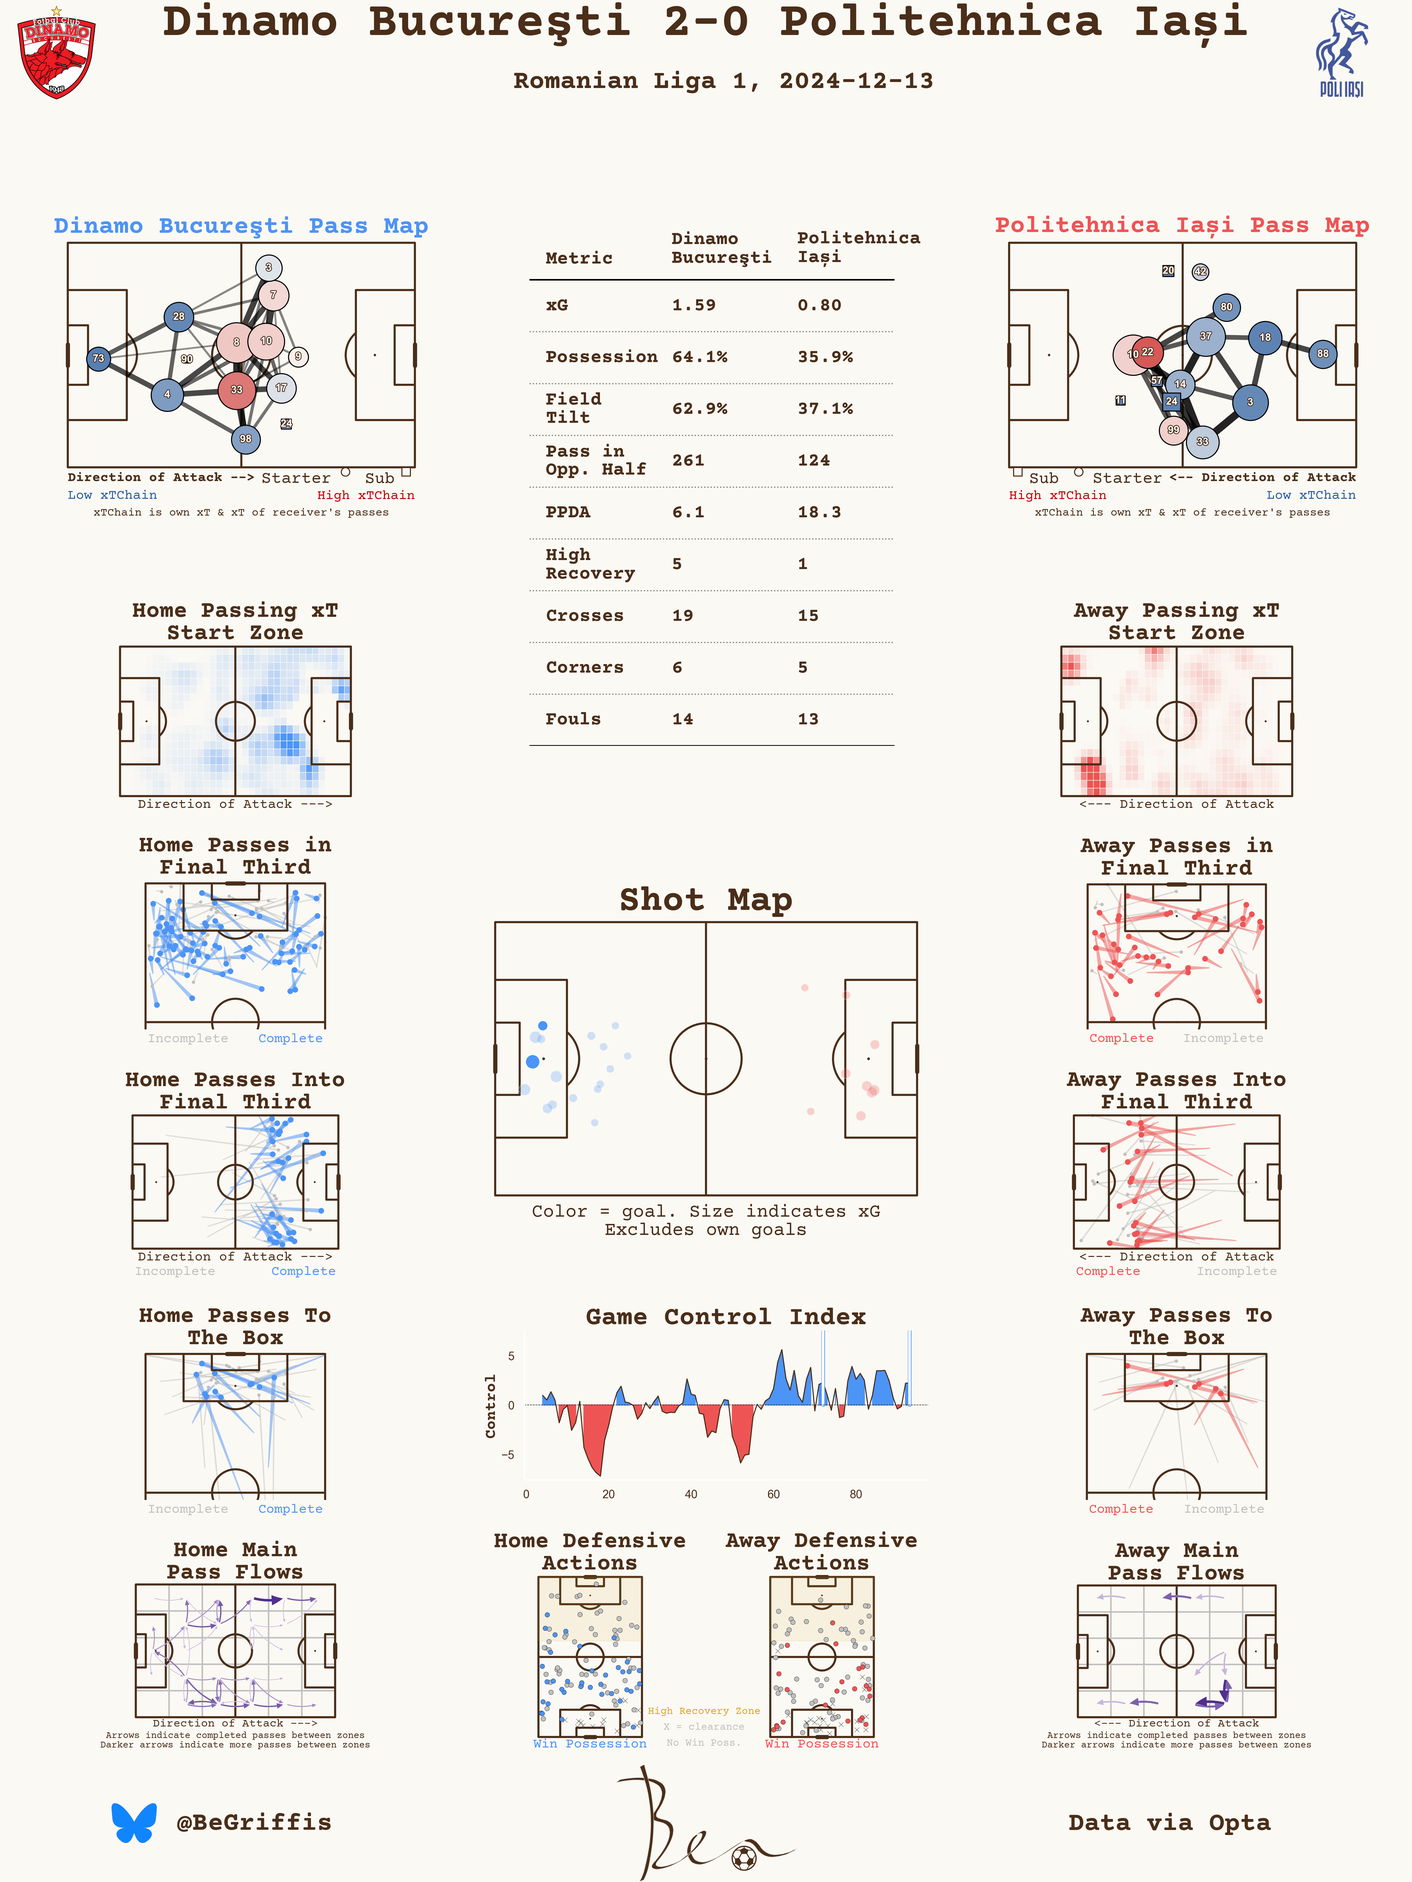 Dinamo Bucureşti 2-0 Politehnica Iași
Romanian Liga 1, 2024-12-13
DINAMO
1948
POLI IAȘI
Dinamo Bucureşti Pass Map
3
7
28
8
10
9
73
90
4
33
17
24
98
Direction of Attack --> Starter Sub
Low xTChain High xTChain
xTChain is own xT & xT of receiver's passes
Metric Dinamo Bucureşti Politehnica Iași
xG 1.59 0.80
Possession 64.1% 35.9%
Field Tilt 62.9% 37.1%
Pass in Opp. Half 261 124
PPDA 6.1 18.3
High Recovery 5 1
Crosses 19 15
Corners 6 5
Fouls 14 13
Politehnica Iași Pass Map
20
42
80
37
18
10
22
88
57
14
11
24
3
99
33
Sub Starter <-- Direction of Attack
High xTChain Low xTChain
xTChain is own xT & xT of receiver's passes
Home Passing xT
Start Zone
Direction of Attack --->
Away Passing xT
Start Zone
<--- Direction of Attack
Home Passes in
Final Third
Incomplete Complete
Away Passes in
Final Third
Complete Incomplete
Shot Map
Color = goal. Size indicates xG
Excludes own goals
Home Passes Into
Final Third
Direction of Attack --->
Incomplete Complete
Away Passes Into
Final Third
<--- Direction of Attack
Complete Incomplete
Home Passes To
The Box
Incomplete Complete
Game Control Index
Control
5
0
−5
0 20 40 60 80
Away Passes To
The Box
Complete Incomplete
Home Main
Pass Flows
Direction of Attack --->
Arrows indicate completed passes between zones
Darker arrows indicate more passes between zones
Home Defensive
Actions
Win Possession
High Recovery Zone
X = clearance
No Win Poss.
Away Defensive
Actions
Win Possession
Away Main
Pass Flows
<--- Direction of Attack
Arrows indicate completed passes between zones
Darker arrows indicate more passes between zones
@BeGriffis
Ben
Data via Opta